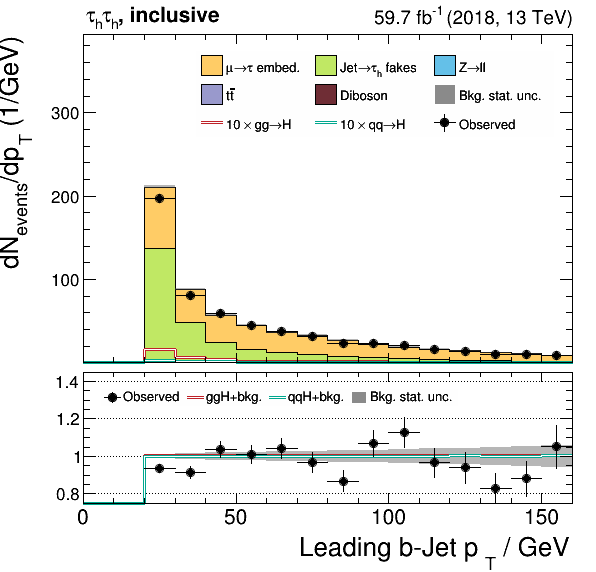 τhτh, inclusive 59.7 fb⁻¹ (2018, 13 TeV)
dNevents/dpT (1/GeV)
μ→τ embed. Jet→τh fakes Z→ll
tt̄ Diboson Bkg. stat. unc.
10 × gg→H 10 × qq→H Observed
300
200
100
1.4
Observed ggH+bkg. qqH+bkg. Bkg. stat. unc.
1.2
1.0
0.8
0 50 100 150
Leading b-Jet pT / GeV